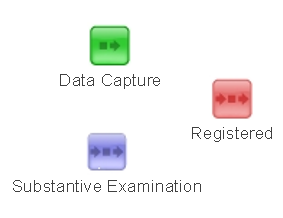 Data Capture
Registered
Substantive Examination